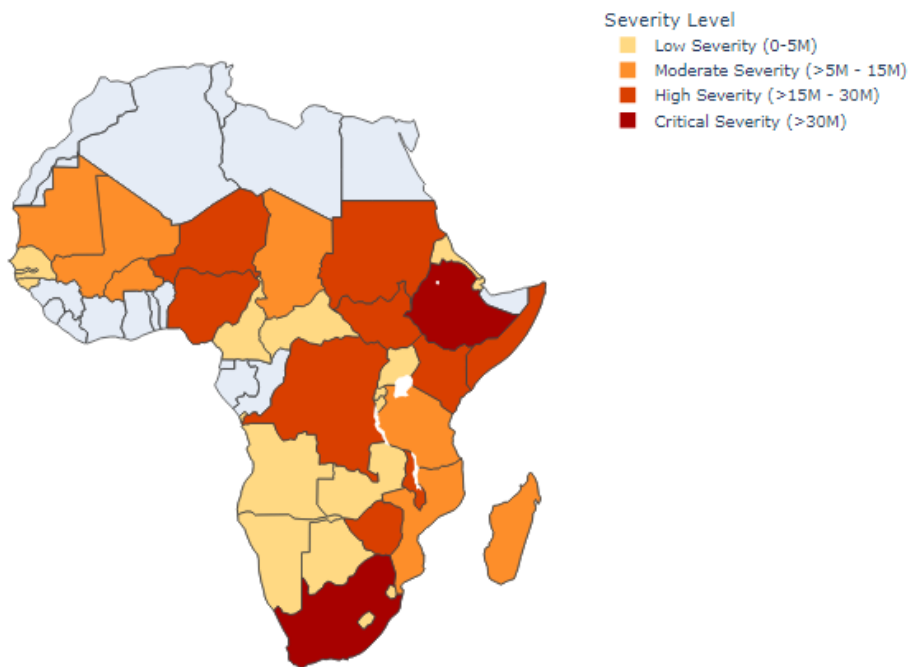 Severity Level
Low Severity (0-5M)
Moderate Severity (>5M - 15M)
High Severity (>15M - 30M)
Critical Severity (>30M)